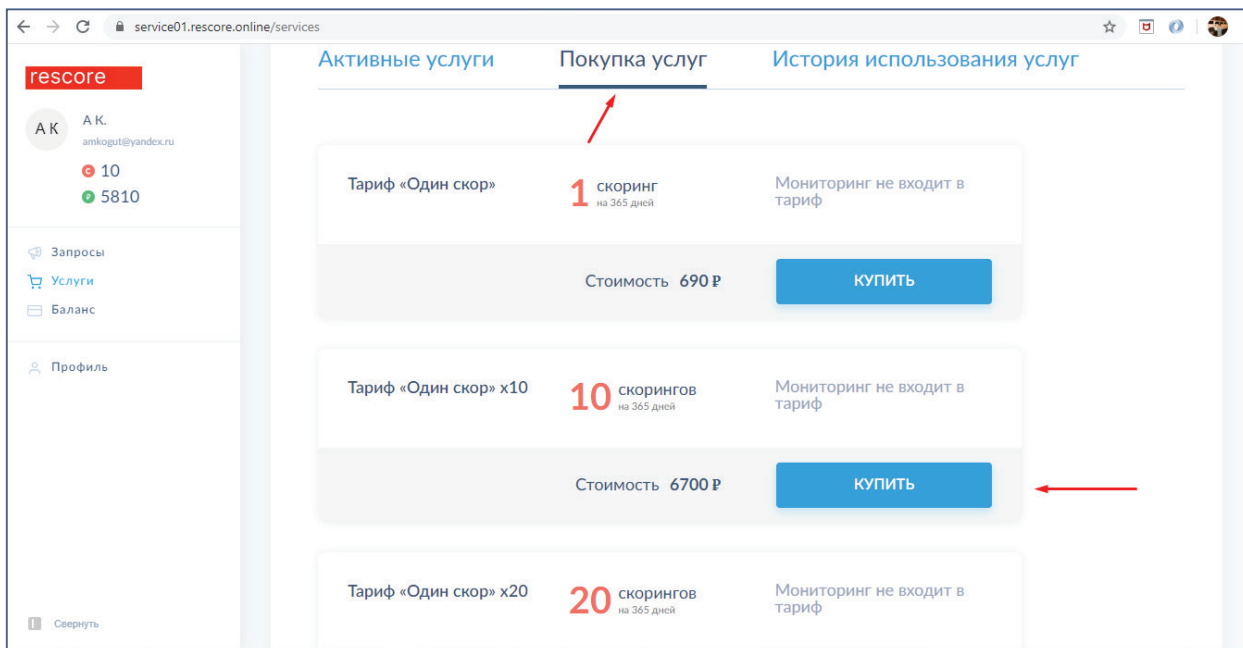 service01.rescore.online/services
rescore
А К
А К.
amkogut@yandex.ru
с 10
₽ 5810
Запросы
Услуги
Баланс
Профиль
Свернуть
Активные услуги Покупка услуг История использования услуг
Тариф «Один скор» 1 скоринг на 365 дней Мониторинг не входит в
тариф
Стоимость 690 ₽ КУПИТЬ
Тариф «Один скор» x10 10 скорингов на 365 дней Мониторинг не входит в
тариф
Стоимость 6700 ₽ КУПИТЬ
Тариф «Один скор» x20 20 скорингов на 365 дней Мониторинг не входит в
тариф